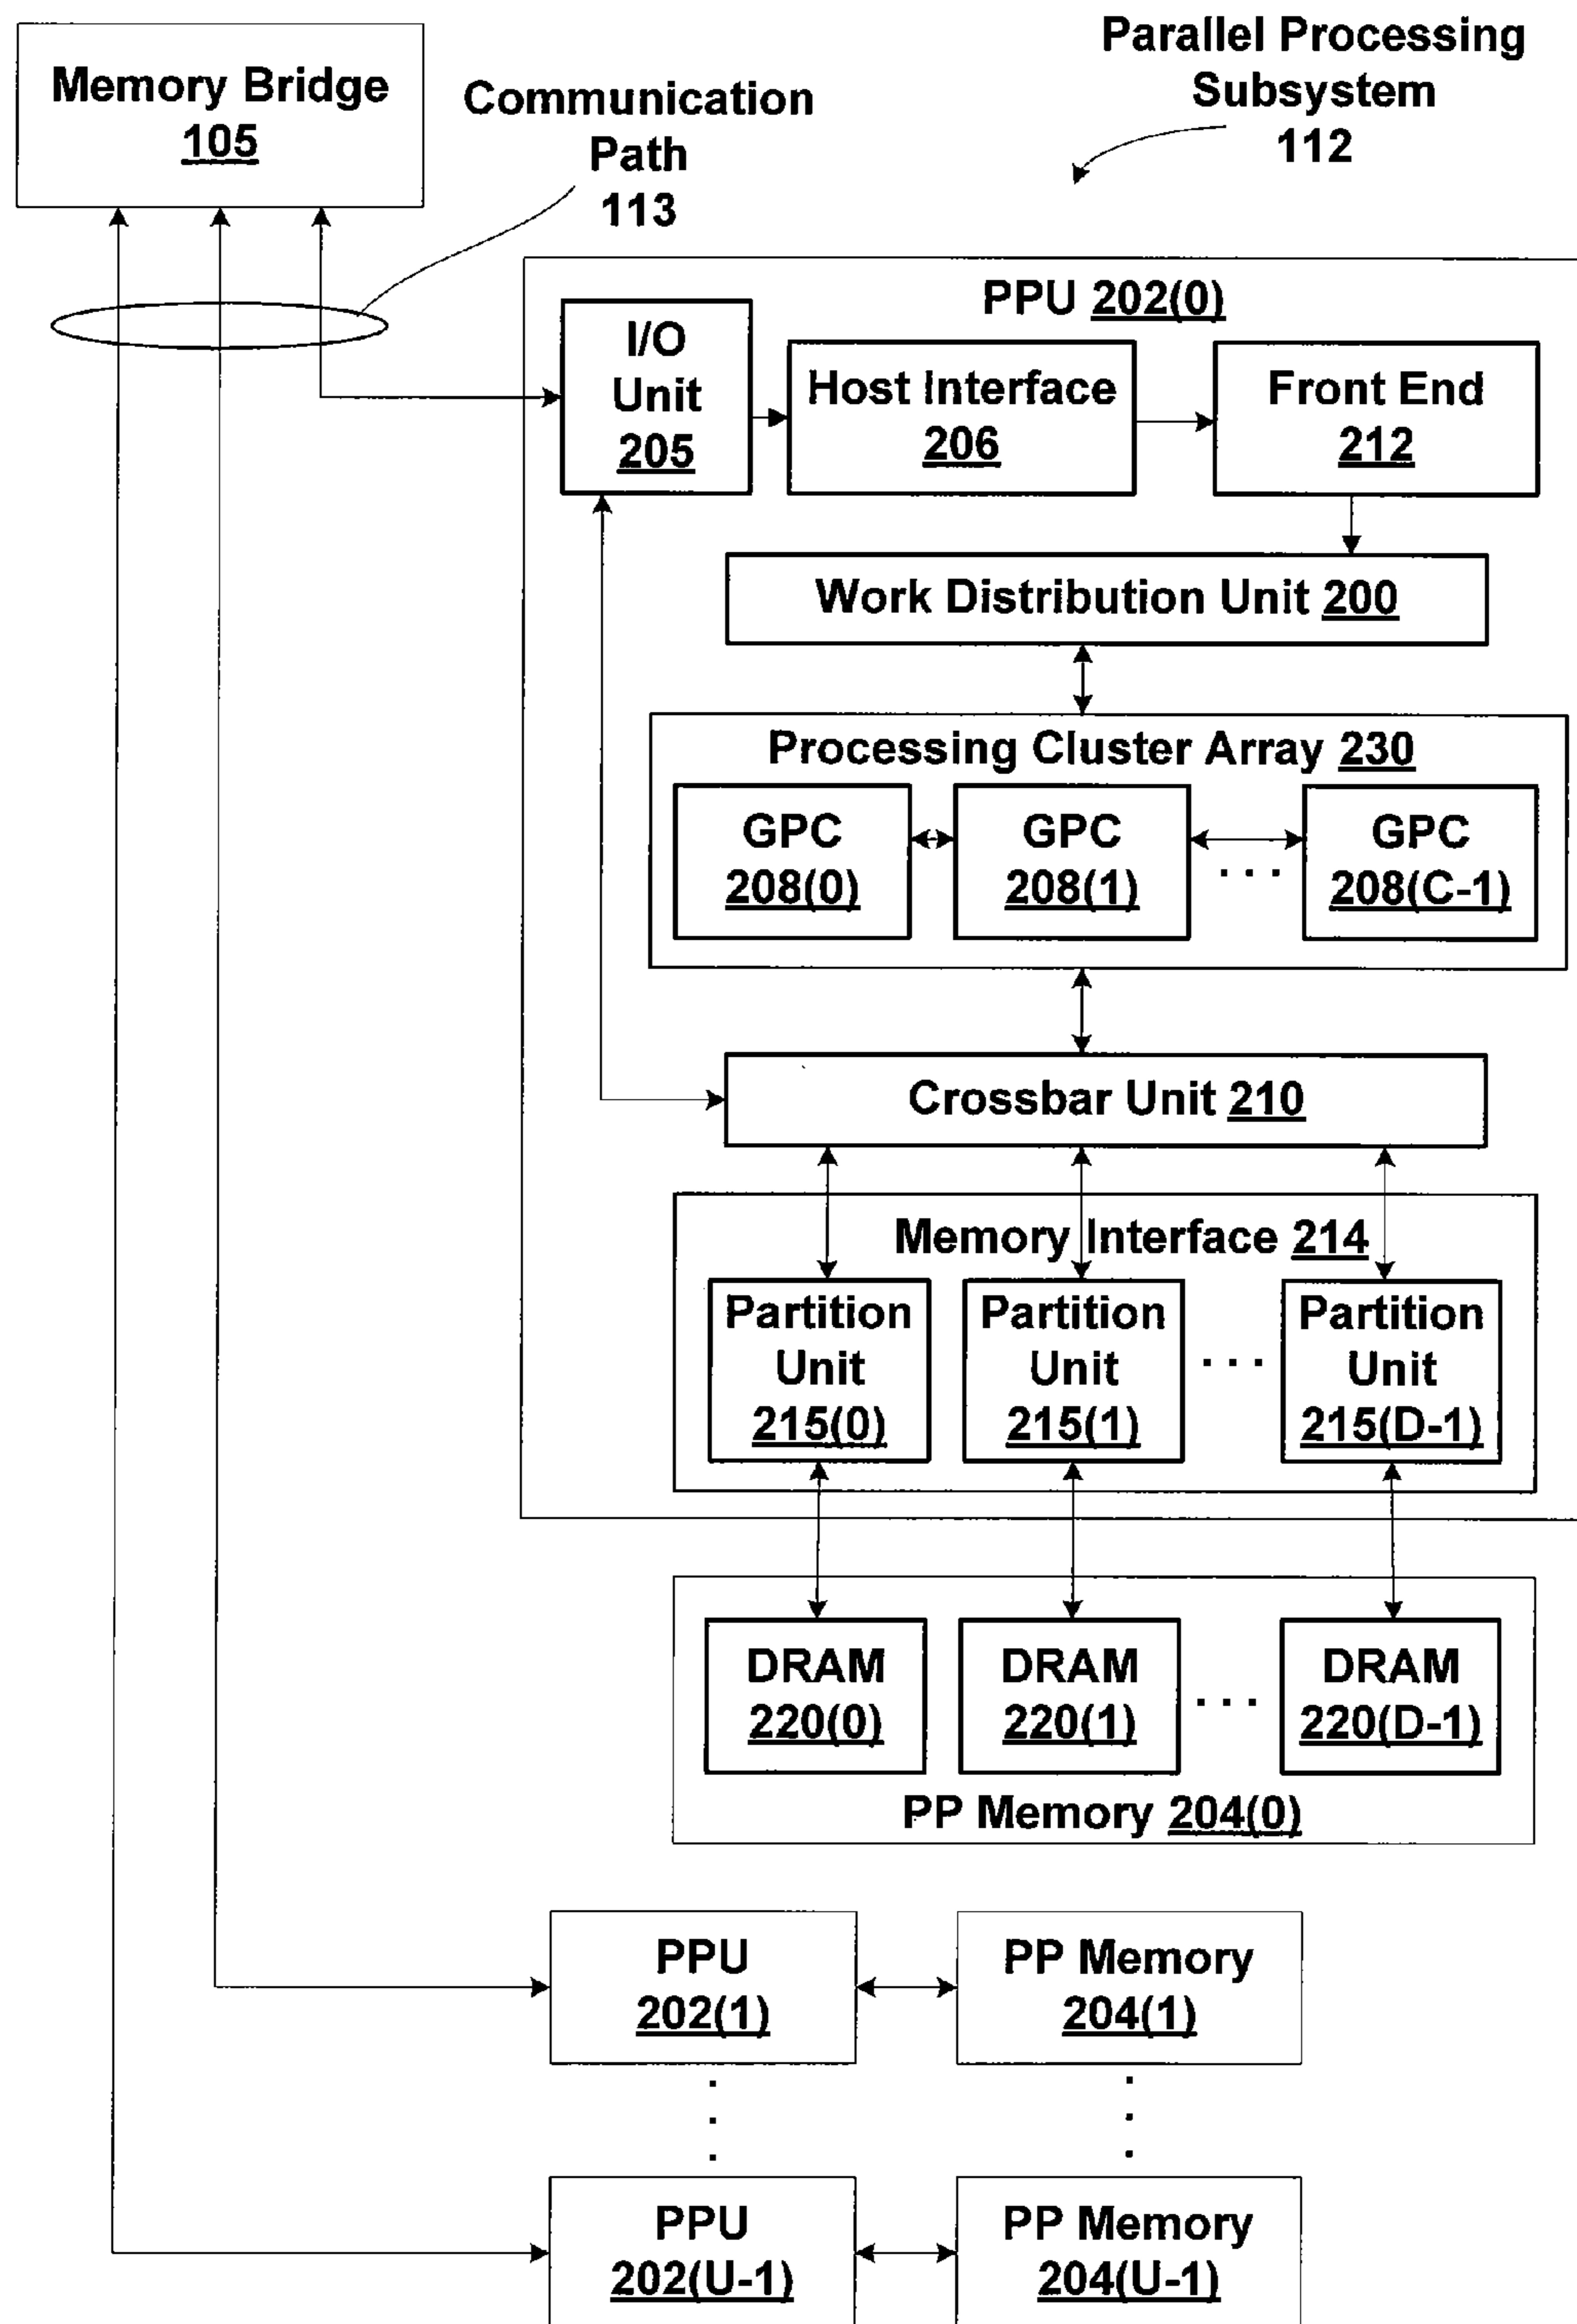 Parallel Processing
Subsystem
112
Memory Bridge
105
Communication
Path
113
PPU 202(0)
I/O
Unit
205
Host Interface
206
Front End
212
Work Distribution Unit 200
Processing Cluster Array 230
GPC
208(0)
GPC
208(1)
. . .
GPC
208(C-1)
Crossbar Unit 210
Memory Interface 214
Partition
Unit
215(0)
Partition
Unit
215(1)
. . .
Partition
Unit
215(D-1)
DRAM
220(0)
DRAM
220(1)
. . .
DRAM
220(D-1)
PP Memory 204(0)
PPU
202(1)
PP Memory
204(1)
PPU
202(U-1)
PP Memory
204(U-1)